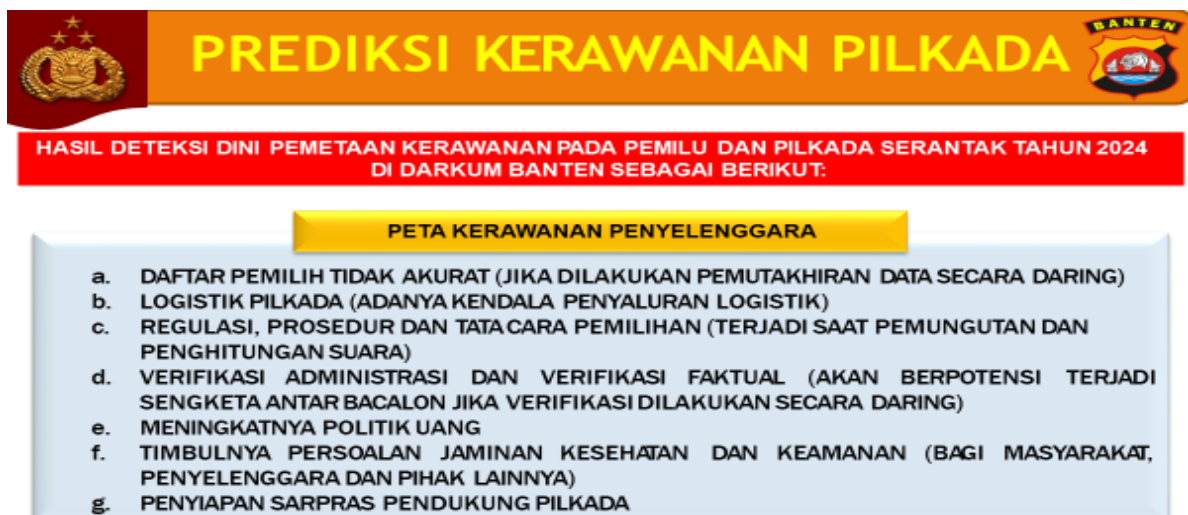 PREDIKSI KERAWANAN PILKADA
BANTEN
HASIL DETEKSI DINI PEMETAAN KERAWANAN PADA PEMILU DAN PILKADA SERANTAK TAHUN 2024
DI DARKUM BANTEN SEBAGAI BERIKUT:
PETA KERAWANAN PENYELENGGARA
a. DAFTAR PEMILIH TIDAK AKURAT (JIKA DILAKUKAN PEMUTAKHIRAN DATA SECARA DARING)
b. LOGISTIK PILKADA (ADANYA KENDALA PENYALURAN LOGISTIK)
c. REGULASI, PROSEDUR DAN TATA CARA PEMILIHAN (TERJADI SAAT PEMUNGUTAN DAN
PENGHITUNGAN SUARA)
d. VERIFIKASI ADMINISTRASI DAN VERIFIKASI FAKTUAL (AKAN BERPOTENSI TERJADI
SENGKETA ANTAR BACALON JIKA VERIFIKASI DILAKUKAN SECARA DARING)
e. MENINGKATNYA POLITIK UANG
f. TIMBULNYA PERSOALAN JAMINAN KESEHATAN DAN KEAMANAN (BAGI MASYARAKAT,
PENYELENGGARA DAN PIHAK LAINNYA)
g. PENYIAPAN SARPRAS PENDUKUNG PILKADA